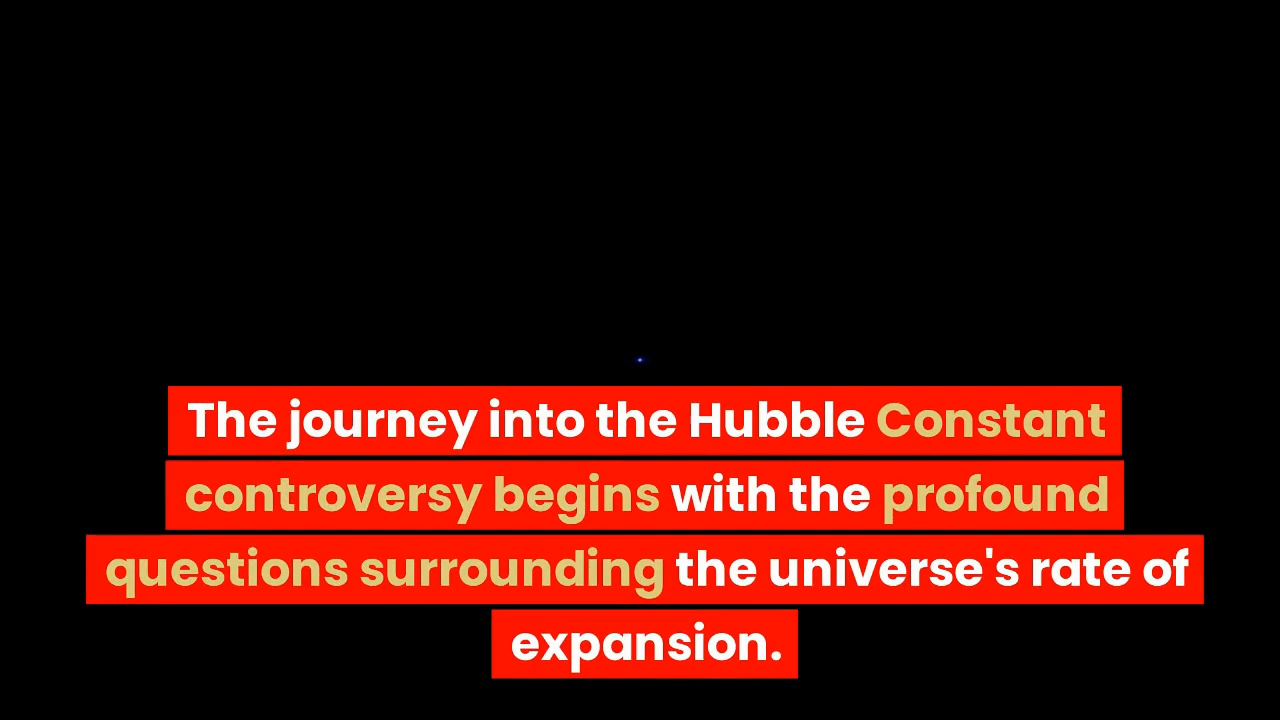 The journey into the Hubble Constant
controversy begins with the profound
questions surrounding the universe's rate of
expansion.